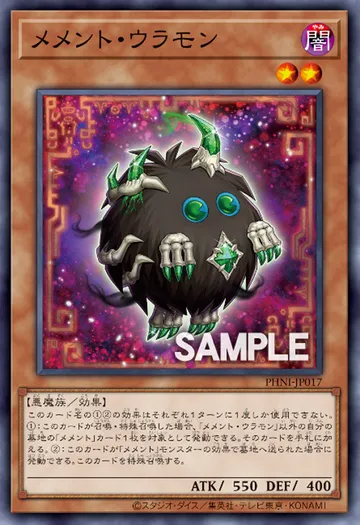 メメント・ウラモン
やみ
闇
SAMPLE
PHNI-JP017
【悪魔族／効果】
このカード名の①②の効果はそれぞれ1ターンに1度しか使用できない。
①:このカードが召喚・特殊召喚した場合、「メメント・ウラモン」以外の自分の
墓地の「メメント」カード1枚を対象として発動できる。そのカードを手札に加
える。②:このカードが「メメント」モンスターの効果で墓地へ送られた場合に
発動できる。このカードを特殊召喚する。
ATK/ 550 DEF/ 400
©スタジオ・ダイス／集英社・テレビ東京・KONAMI